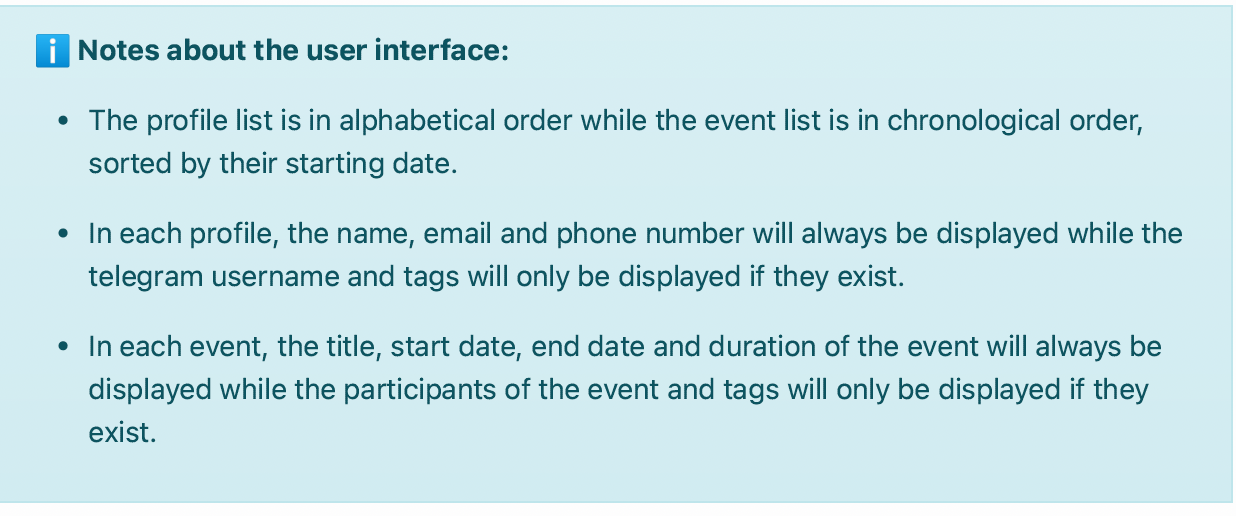 ℹ️ Notes about the user interface:
• The profile list is in alphabetical order while the event list is in chronological order,
sorted by their starting date.
• In each profile, the name, email and phone number will always be displayed while the
telegram username and tags will only be displayed if they exist.
• In each event, the title, start date, end date and duration of the event will always be
displayed while the participants of the event and tags will only be displayed if they
exist.